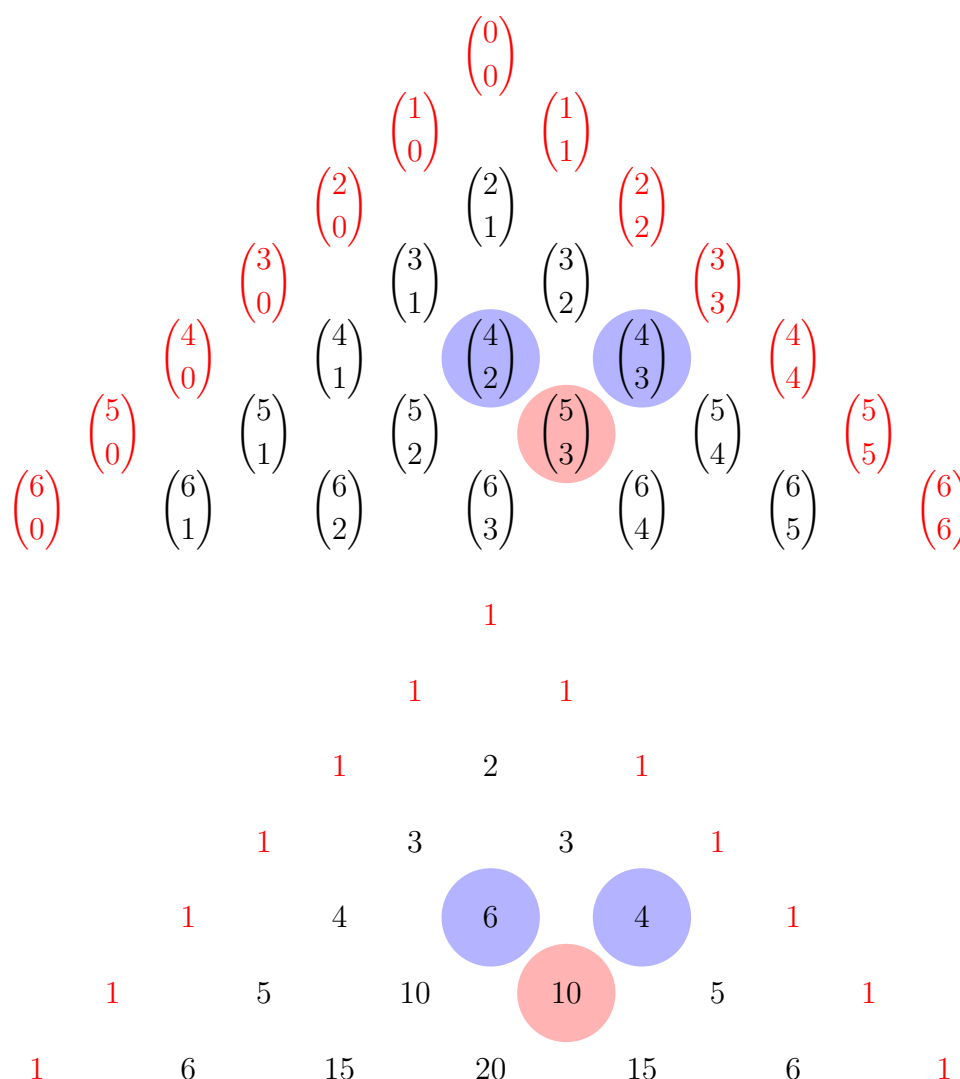 (0 0)
(1 0) (1 1)
(2 0) (2 1) (2 2)
(3 0) (3 1) (3 2) (3 3)
(4 0) (4 1) (4 2) (4 3) (4 4)
(5 0) (5 1) (5 2) (5 3) (5 4) (5 5)
(6 0) (6 1) (6 2) (6 3) (6 4) (6 5) (6 6)
1
1 1
1 2 1
1 3 3 1
1 4 6 4 1
1 5 10 10 5 1
1 6 15 20 15 6 1